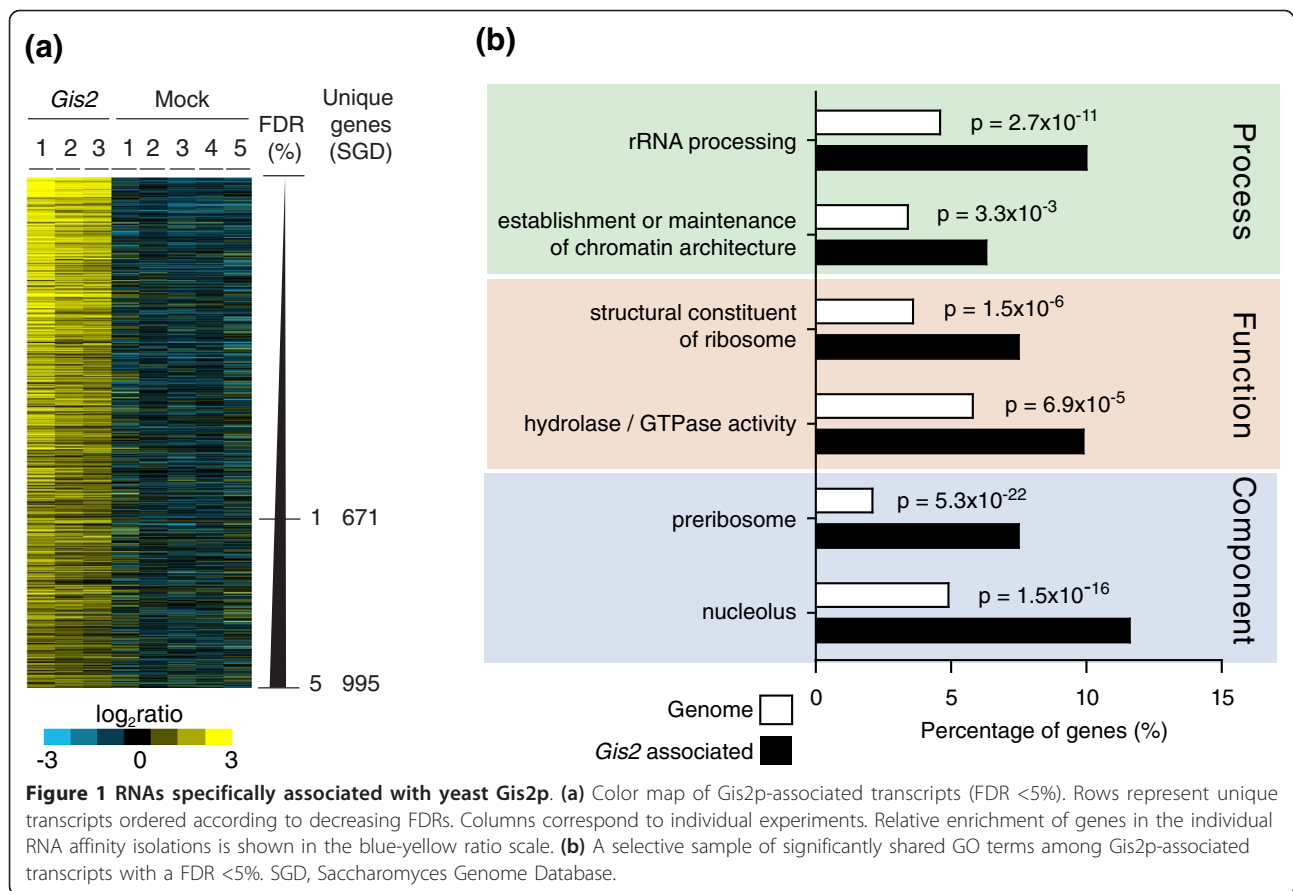 (a)
Gis2 Mock
FDR (%)
Unique genes (SGD)
1 2 3 1 2 3 4 5
1 671
5 995
log₂ratio
-3 0 3
(b)
rRNA processing
p = 2.7x10⁻¹¹
establishment or maintenance
of chromatin architecture
p = 3.3x10⁻³
Process
structural constituent
of ribosome
p = 1.5x10⁻⁶
hydrolase / GTPase activity
p = 6.9x10⁻⁵
Function
preribosome
p = 5.3x10⁻²²
nucleolus
p = 1.5x10⁻¹⁶
Component
0 5 10 15
Percentage of genes (%)
Genome
Gis2 associated
Figure 1 RNAs specifically associated with yeast Gis2p. (a) Color map of Gis2p-associated transcripts (FDR <5%). Rows represent unique
transcripts ordered according to decreasing FDRs. Columns correspond to individual experiments. Relative enrichment of genes in the individual
RNA affinity isolations is shown in the blue-yellow ratio scale. (b) A selective sample of significantly shared GO terms among Gis2p-associated
transcripts with a FDR <5%. SGD, Saccharomyces Genome Database.